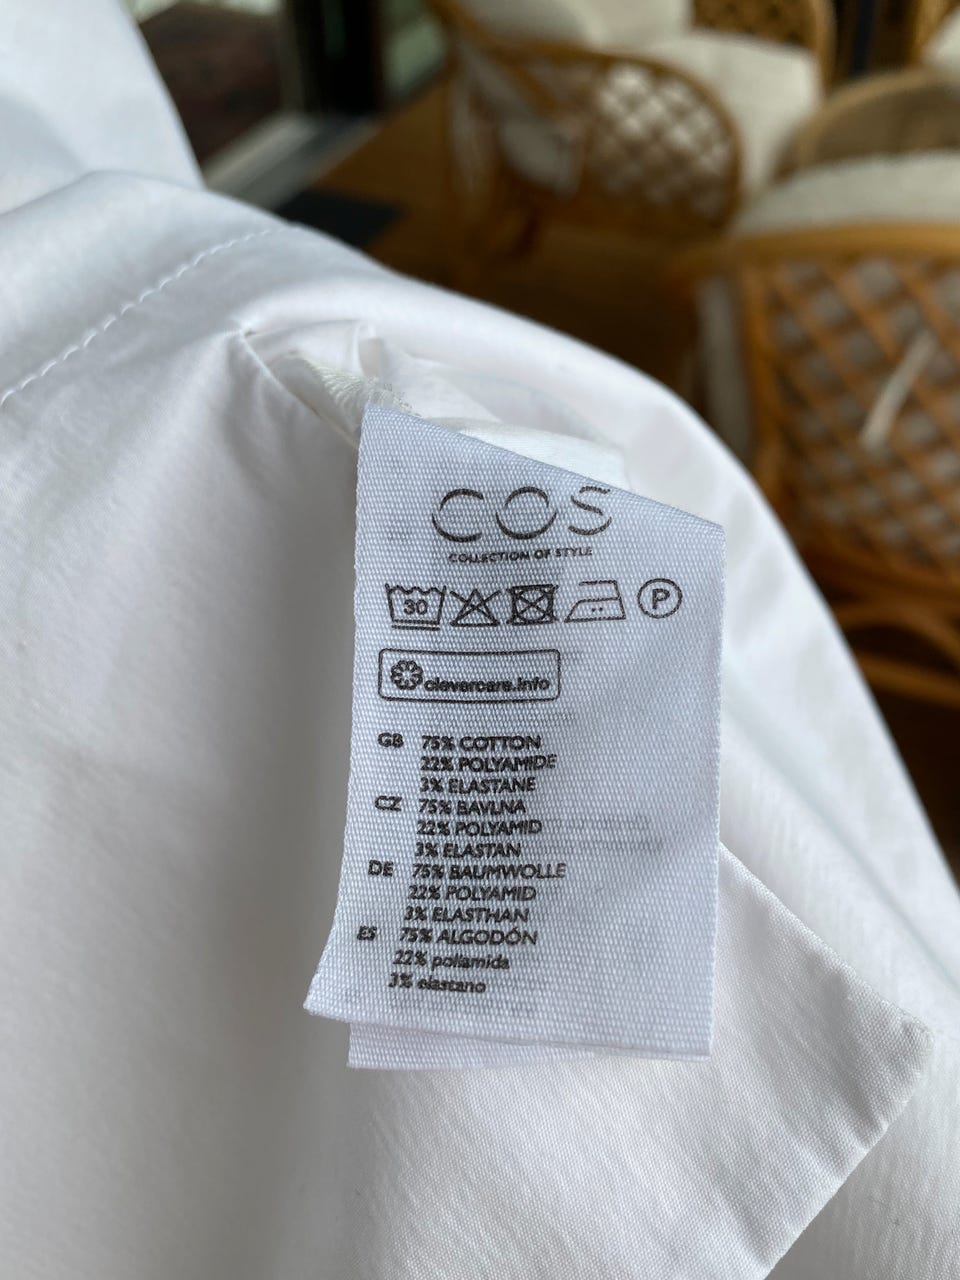 COS
COLLECTION OF STYLE
30 P
clevercare.info
GB 75% COTTON
22% POLYAMIDE
3% ELASTANE
CZ 75% BAVLNA
22% POLYAMID
3% ELASTAN
DE 75% BAUMWOLLE
22% POLYAMID
3% ELASTHAN
ES 75% ALGODÓN
22% poliamida
3% elastano